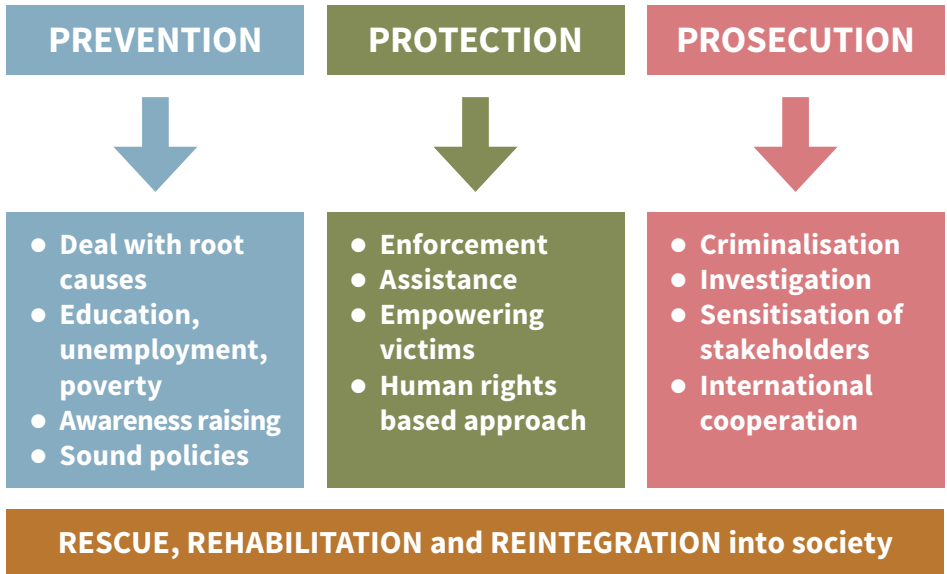 PREVENTION
● Deal with root
causes
● Education,
unemployment,
poverty
● Awareness raising
● Sound policies
PROTECTION
● Enforcement
● Assistance
● Empowering
victims
● Human rights
based approach
PROSECUTION
● Criminalisation
● Investigation
● Sensitisation of
stakeholders
● International
cooperation
RESCUE, REHABILITATION and REINTEGRATION into society